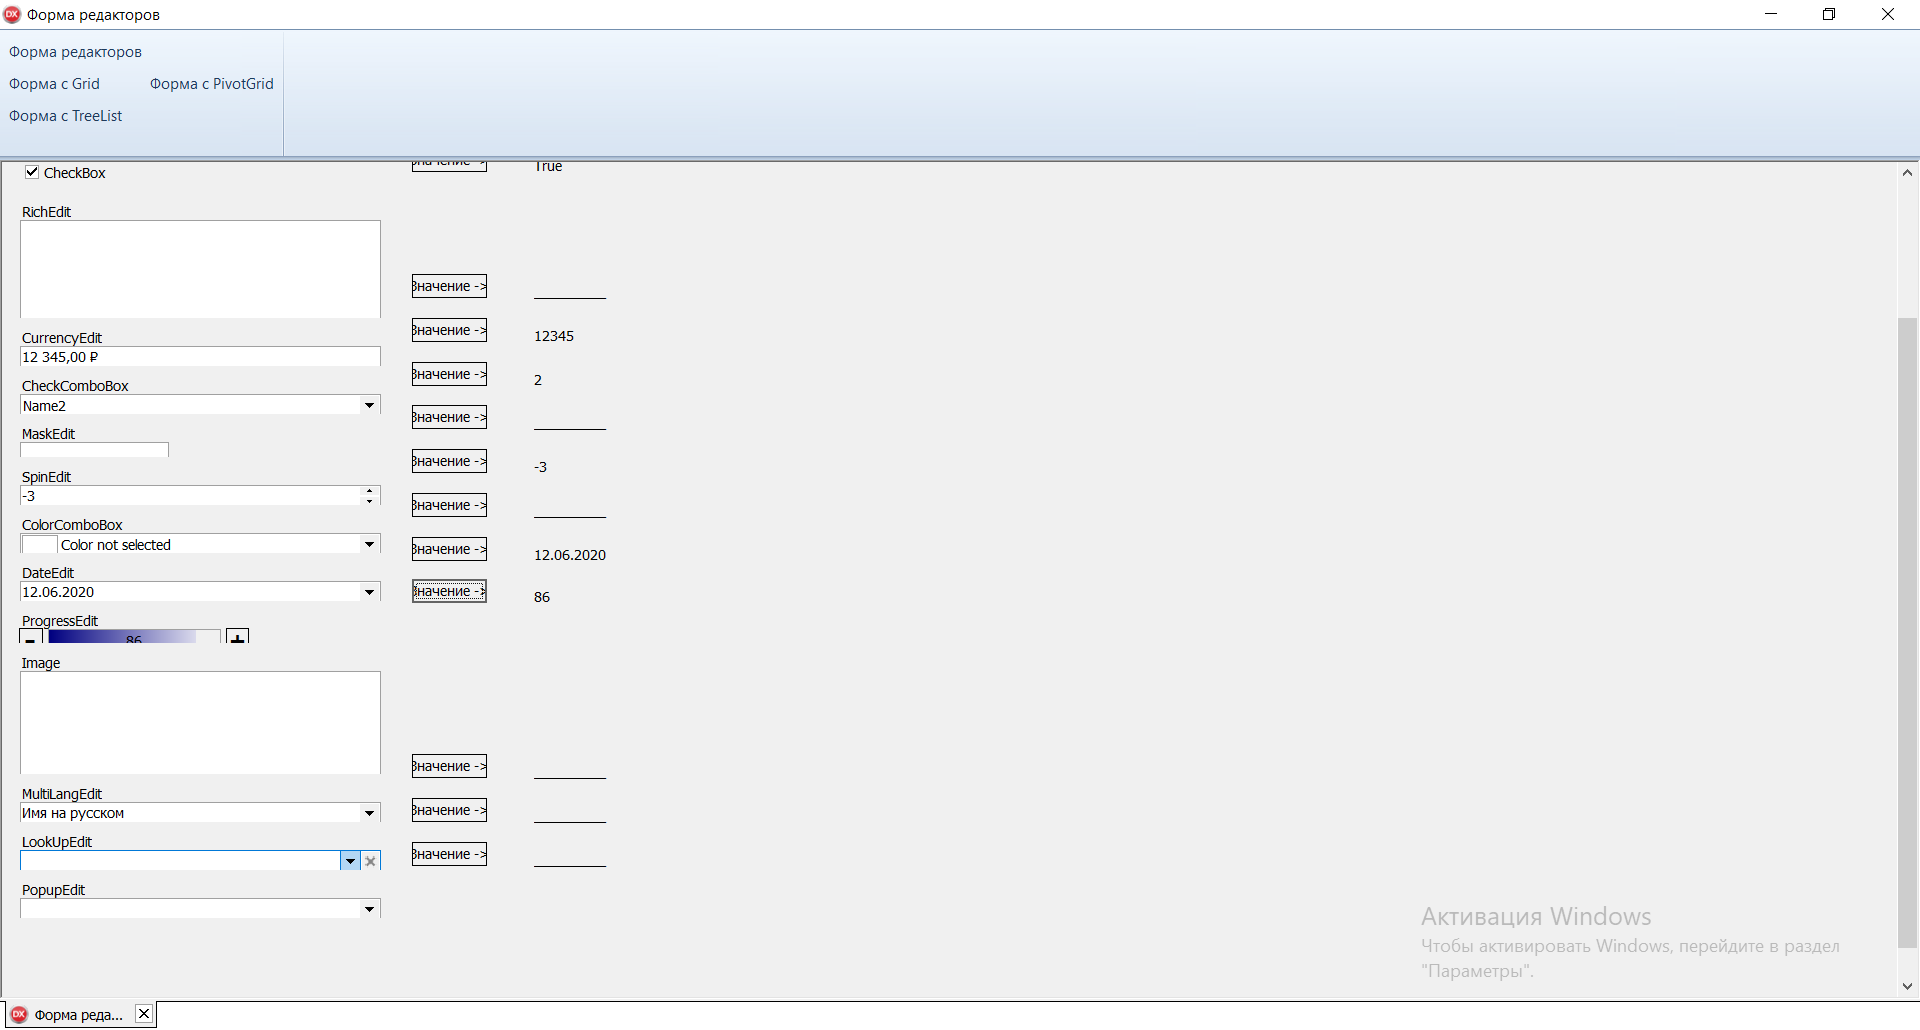 Форма редакторов
Форма редакторов
Форма с Grid Форма с PivotGrid
Форма с TreeList
CheckBox
True
RichEdit
Значение ->
Значение ->
12345
CurrencyEdit
12 345,00 ₽
Значение ->
2
CheckComboBox
Name2
Значение ->
MaskEdit
Значение ->
-3
SpinEdit
-3
Значение ->
ColorComboBox
Color not selected
Значение ->
12.06.2020
DateEdit
12.06.2020
Значение ->
86
ProgressEdit
- 86 +
Image
Значение ->
MultiLangEdit
Имя на русском
Значение ->
LookUpEdit
Значение ->
PopupEdit
Активация Windows
Чтобы активировать Windows, перейдите в раздел
"Параметры".
Форма реда...